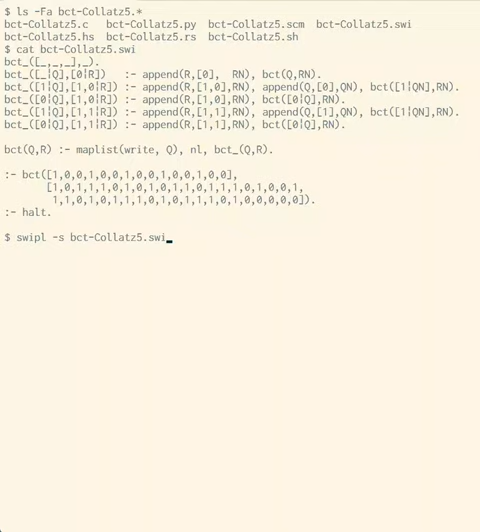 $ ls -Fa bct-Collatz5.*
bct-Collatz5.c   bct-Collatz5.py  bct-Collatz5.scm  bct-Collatz5.swi
bct-Collatz5.hs  bct-Collatz5.rs  bct-Collatz5.sh
$ cat bct-Collatz5.swi
bct_([_,_,_],_).
bct_([_¦Q],[0¦R])   :- append(R,[0],  RN), bct(Q,RN).
bct_([1¦Q],[1,0¦R]) :- append(R,[1,0],RN), append(Q,[0],QN), bct([1¦QN],RN).
bct_([0¦Q],[1,0¦R]) :- append(R,[1,0],RN), bct([0¦Q],RN).
bct_([1¦Q],[1,1¦R]) :- append(R,[1,1],RN), append(Q,[1],QN), bct([1¦QN],RN).
bct_([0¦Q],[1,1¦R]) :- append(R,[1,1],RN), bct([0¦Q],RN).
bct(Q,R) :- maplist(write, Q), nl, bct_(Q,R).
:- bct([1,0,0,1,0,0,1,0,0,1,0,0,1,0,0],
[1,0,1,1,1,0,1,0,1,0,1,1,0,1,1,1,0,1,0,0,1,
1,1,0,1,0,1,1,1,0,1,0,1,1,1,0,1,0,0,0,0,0]).
:- halt.
$ swipl -s bct-Collatz5.swi